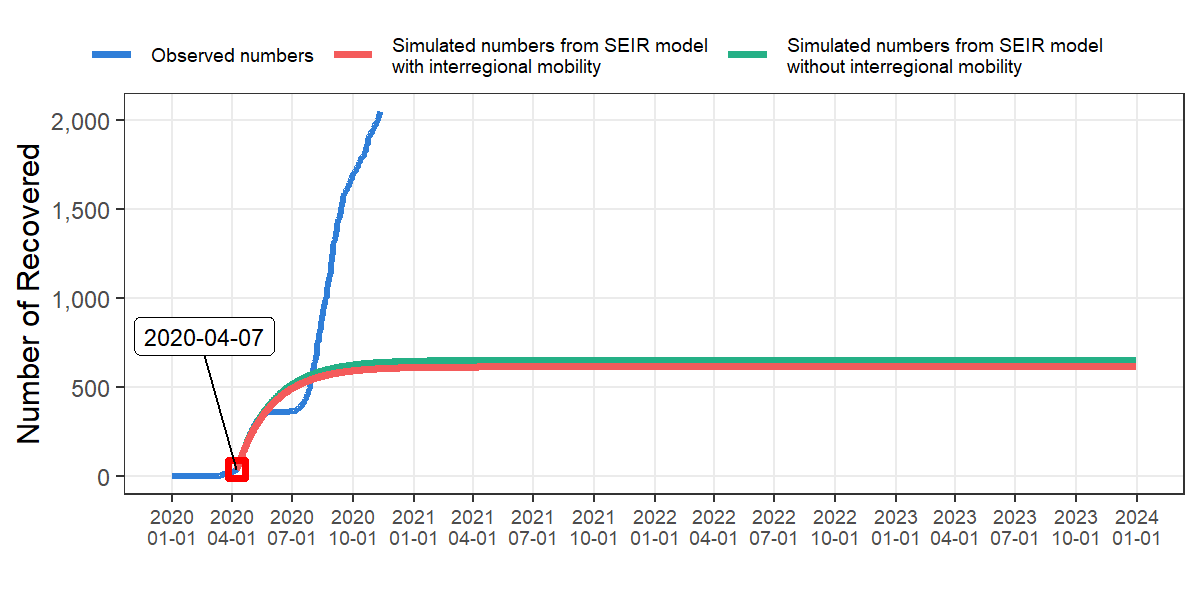 Observed numbers
Simulated numbers from SEIR model
with interregional mobility
Simulated numbers from SEIR model
without interregional mobility
Number of Recovered
2,000
1,500
1,000
500
0
2020-04-07
2020 2020 2020 2020 2021 2021 2021 2021 2022 2022 2022 2022 2023 2023 2023 2023 2024
01-01 04-01 07-01 10-01 01-01 04-01 07-01 10-01 01-01 04-01 07-01 10-01 01-01 04-01 07-01 10-01 01-01